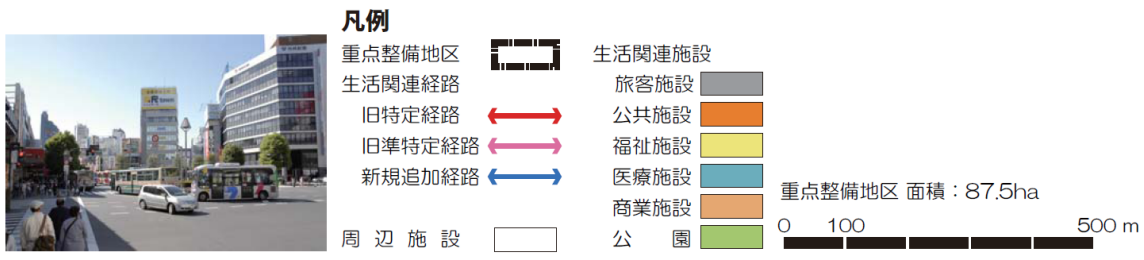 凡例
重点整備地区
生活関連経路
旧特定経路
旧準特定経路
新規追加経路
周辺施設
生活関連施設
旅客施設
公共施設
福祉施設
医療施設
商業施設
公園
重点整備地区 面積：87.5ha
0 100 500 m